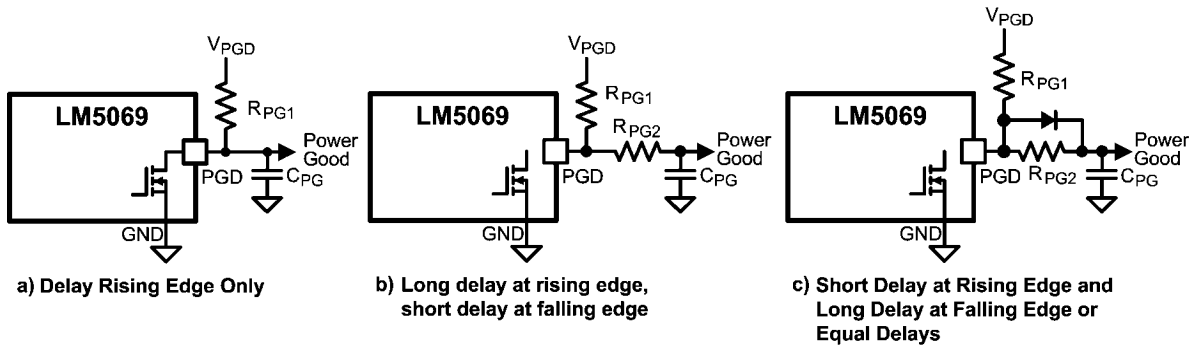 VPGD
LM5069
RPG1
PGD
Power
Good
CPG
GND
a) Delay Rising Edge Only
VPGD
LM5069
RPG1
RPG2
PGD
Power
Good
CPG
GND
b) Long delay at rising edge,
short delay at falling edge
VPGD
RPG1
LM5069
Power
Good
PGD
RPG2
CPG
GND
c) Short Delay at Rising Edge and
Long Delay at Falling Edge or
Equal Delays